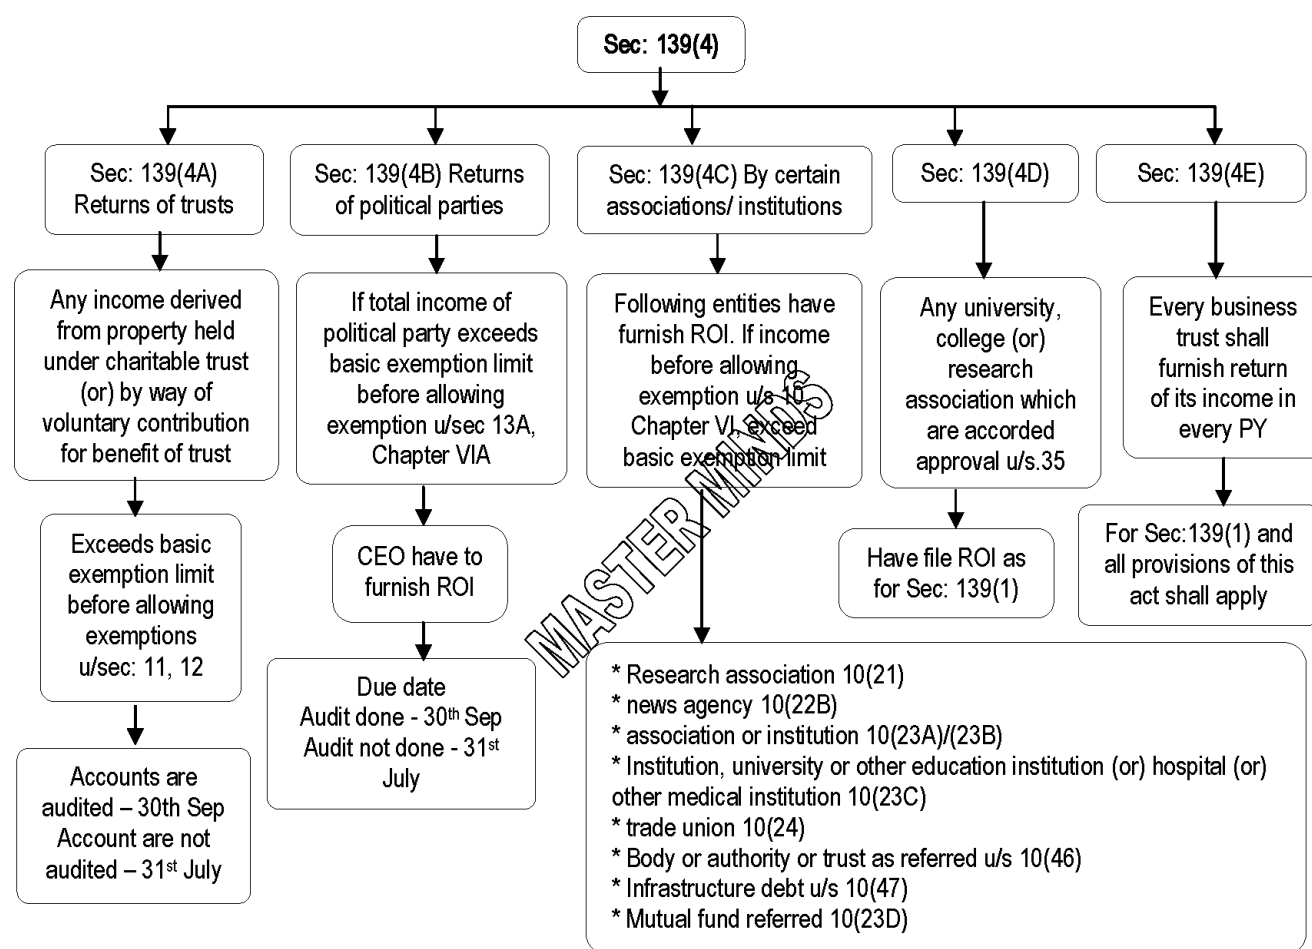 Sec: 139(4)
Sec: 139(4A)
Returns of trusts
Sec: 139(4B) Returns
of political parties
Sec: 139(4C) By certain
associations/ institutions
Sec: 139(4D)
Sec: 139(4E)
Any income derived
from property held
under charitable trust
(or) by way of
voluntary contribution
for benefit of trust
If total income of
political party exceeds
basic exemption limit
before allowing
exemption u/sec 13A,
Chapter VIA
Following entities have
furnish ROI. If income
before allowing
exemption u/s 10
Chapter VI, exceed
basic exemption limit
Any university,
college (or)
research
association which
are accorded
approval u/s.35
Every business
trust shall
furnish return
of its income in
every PY
Exceeds basic
exemption limit
before allowing
exemptions
u/sec: 11, 12
CEO have to
furnish ROI
Have file ROI as
for Sec: 139(1)
For Sec:139(1) and
all provisions of this
act shall apply
MASTER MINDS
Due date
Audit done - 30th Sep
Audit not done - 31st
July
Accounts are
audited – 30th Sep
Account are not
audited – 31st July
* Research association 10(21)
* news agency 10(22B)
* association or institution 10(23A)/(23B)
* Institution, university or other education institution (or) hospital (or)
other medical institution 10(23C)
* trade union 10(24)
* Body or authority or trust as referred u/s 10(46)
* Infrastructure debt u/s 10(47)
* Mutual fund referred 10(23D)